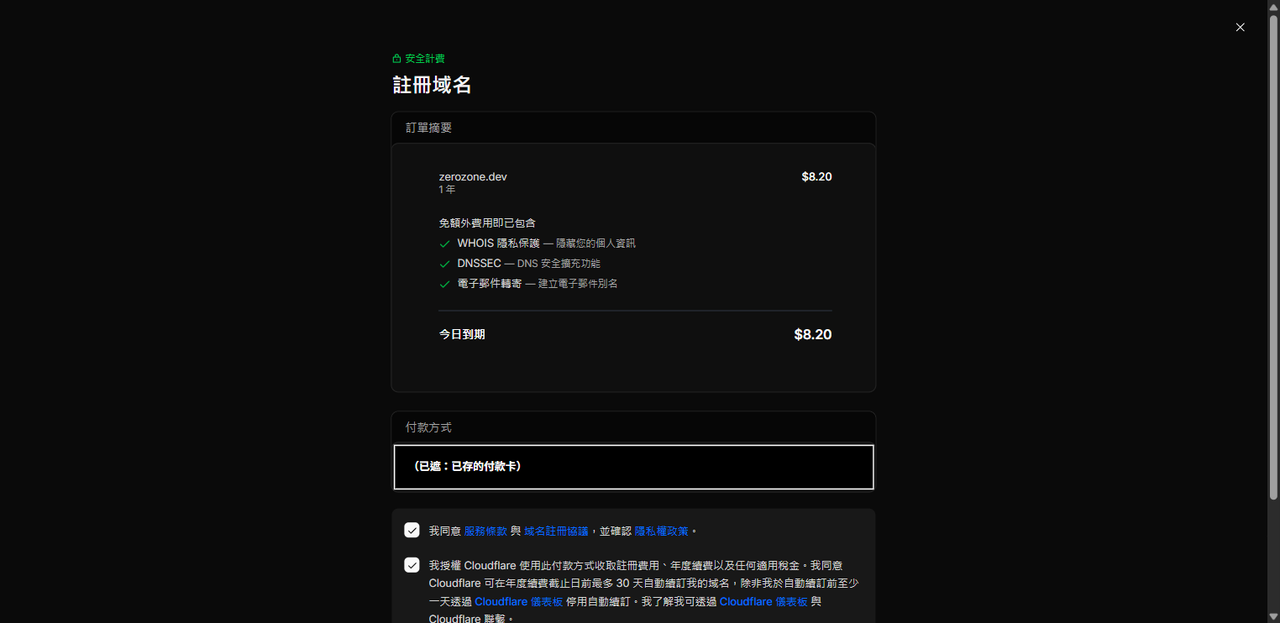 安全計費
註冊域名
訂單摘要
zerozone.dev $8.20
1 年
免額外費用即已包含
WHOIS 隱私保護 — 隱藏您的個人資訊
DNSSEC — DNS 安全擴充功能
電子郵件轉寄 — 建立電子郵件別名
今日到期 $8.20
付款方式
（已遮：已存的付款卡）
我同意 服務條款 與 域名註冊協議，並確認 隱私權政策。
我授權 Cloudflare 使用此付款方式收取註冊費用、年度續費以及任何適用稅金。我同意
Cloudflare 可在年度續費截止日前最多 30 天自動續訂我的域名，除非我於自動續訂前至少
一天透過 Cloudflare 儀表板 停用自動續訂。我了解我可透過 Cloudflare 儀表板 與
Cloudflare 聯繫。